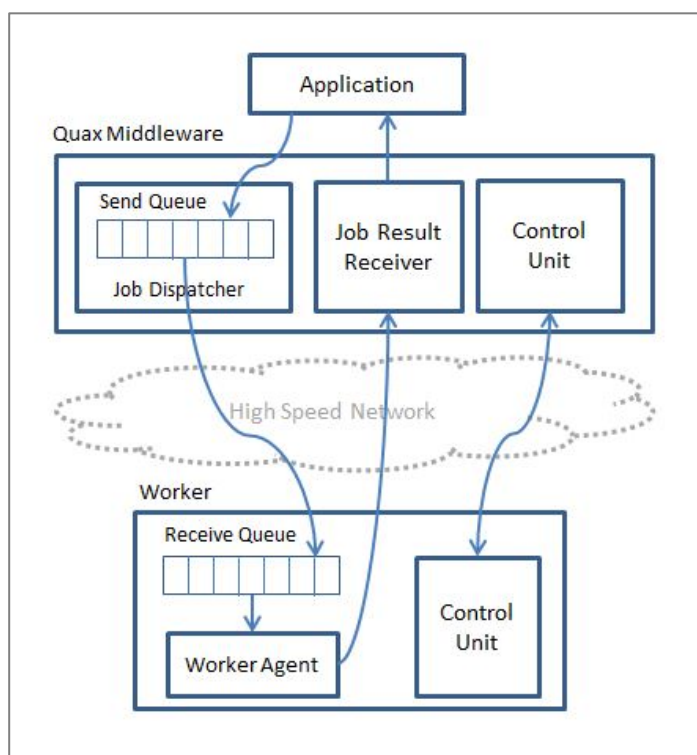 Application
Quax Middleware
Send Queue
Job Dispatcher
Job Result
Receiver
Control
Unit
High Speed Network
Worker
Receive Queue
Worker Agent
Control
Unit